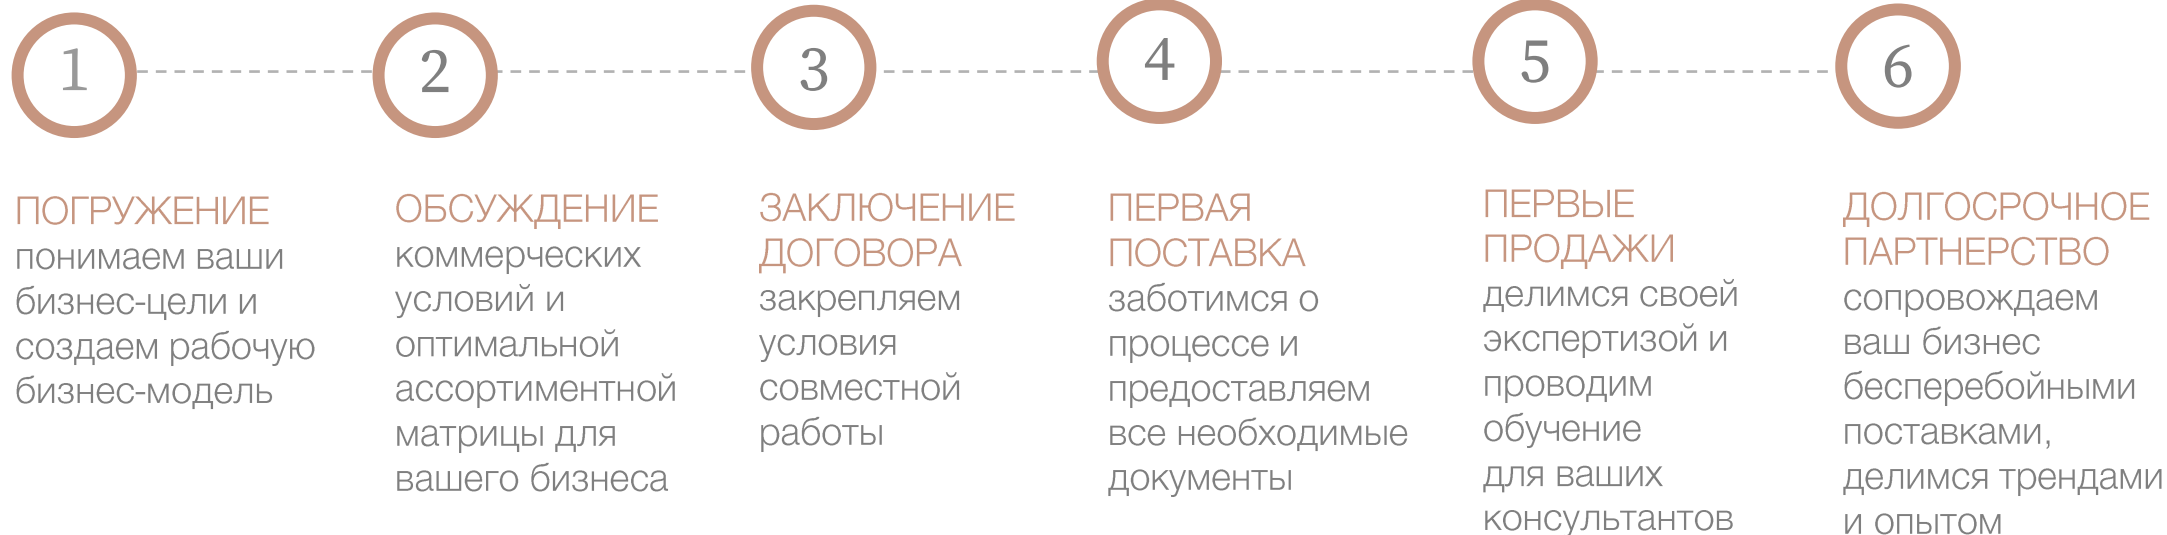 1
ПОГРУЖЕНИЕ
понимаем ваши
бизнес-цели и
создаем рабочую
бизнес-модель
2
ОБСУЖДЕНИЕ
коммерческих
условий и
оптимальной
ассортиментной
матрицы для
вашего бизнеса
3
ЗАКЛЮЧЕНИЕ
ДОГОВОРА
закрепляем
условия
совместной
работы
4
ПЕРВАЯ
ПОСТАВКА
заботимся о
процессе и
предоставляем
все необходимые
документы
5
ПЕРВЫЕ
ПРОДАЖИ
делимся своей
экспертизой и
проводим
обучение
для ваших
консультантов
6
ДОЛГОСРОЧНОЕ
ПАРТНЕРСТВО
сопровождаем
ваш бизнес
бесперебойными
поставками,
делимся трендами
и опытом